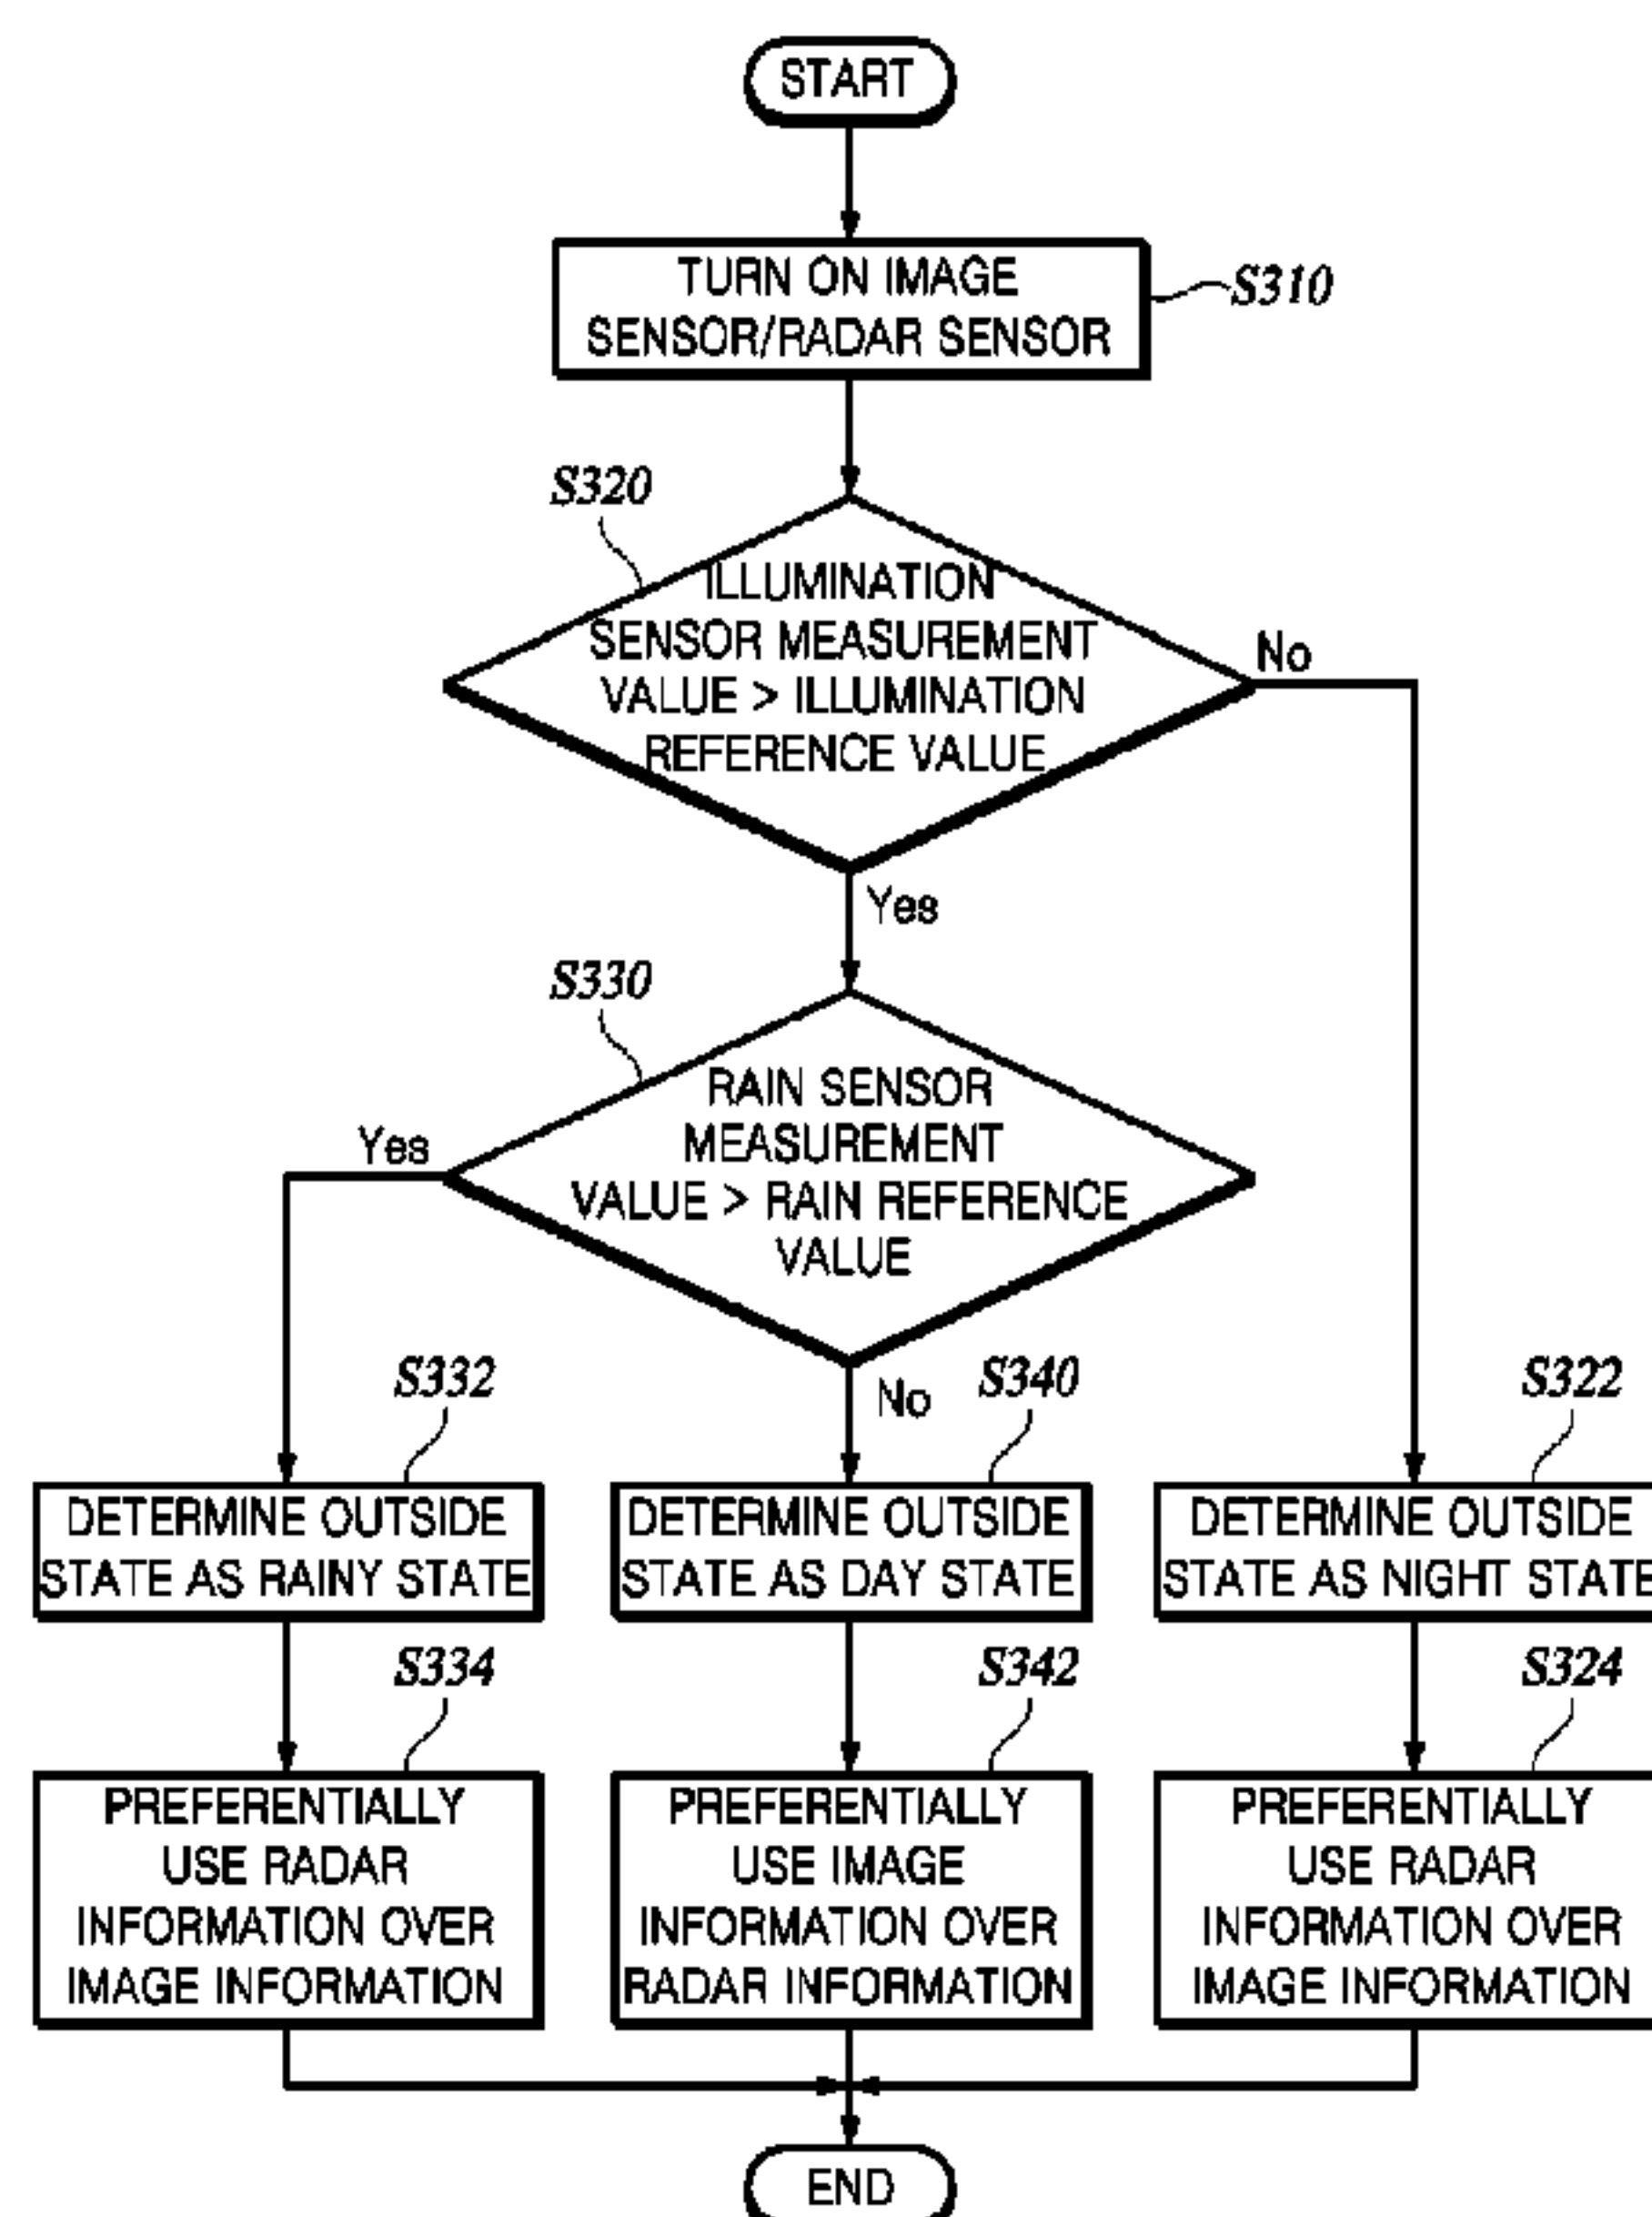 START
TURN ON IMAGE
SENSOR/RADAR SENSOR
S310
S320
ILLUMINATION
SENSOR MEASUREMENT
VALUE > ILLUMINATION
REFERENCE VALUE
No
Yes
S330
RAIN SENSOR
MEASUREMENT
VALUE > RAIN REFERENCE
VALUE
Yes
No
S332
DETERMINE OUTSIDE
STATE AS RAINY STATE
S340
DETERMINE OUTSIDE
STATE AS DAY STATE
S322
DETERMINE OUTSIDE
STATE AS NIGHT STATE
S334
PREFERENTIALLY
USE RADAR
INFORMATION OVER
IMAGE INFORMATION
S342
PREFERENTIALLY
USE IMAGE
INFORMATION OVER
RADAR INFORMATION
S324
PREFERENTIALLY
USE RADAR
INFORMATION OVER
IMAGE INFORMATION
END